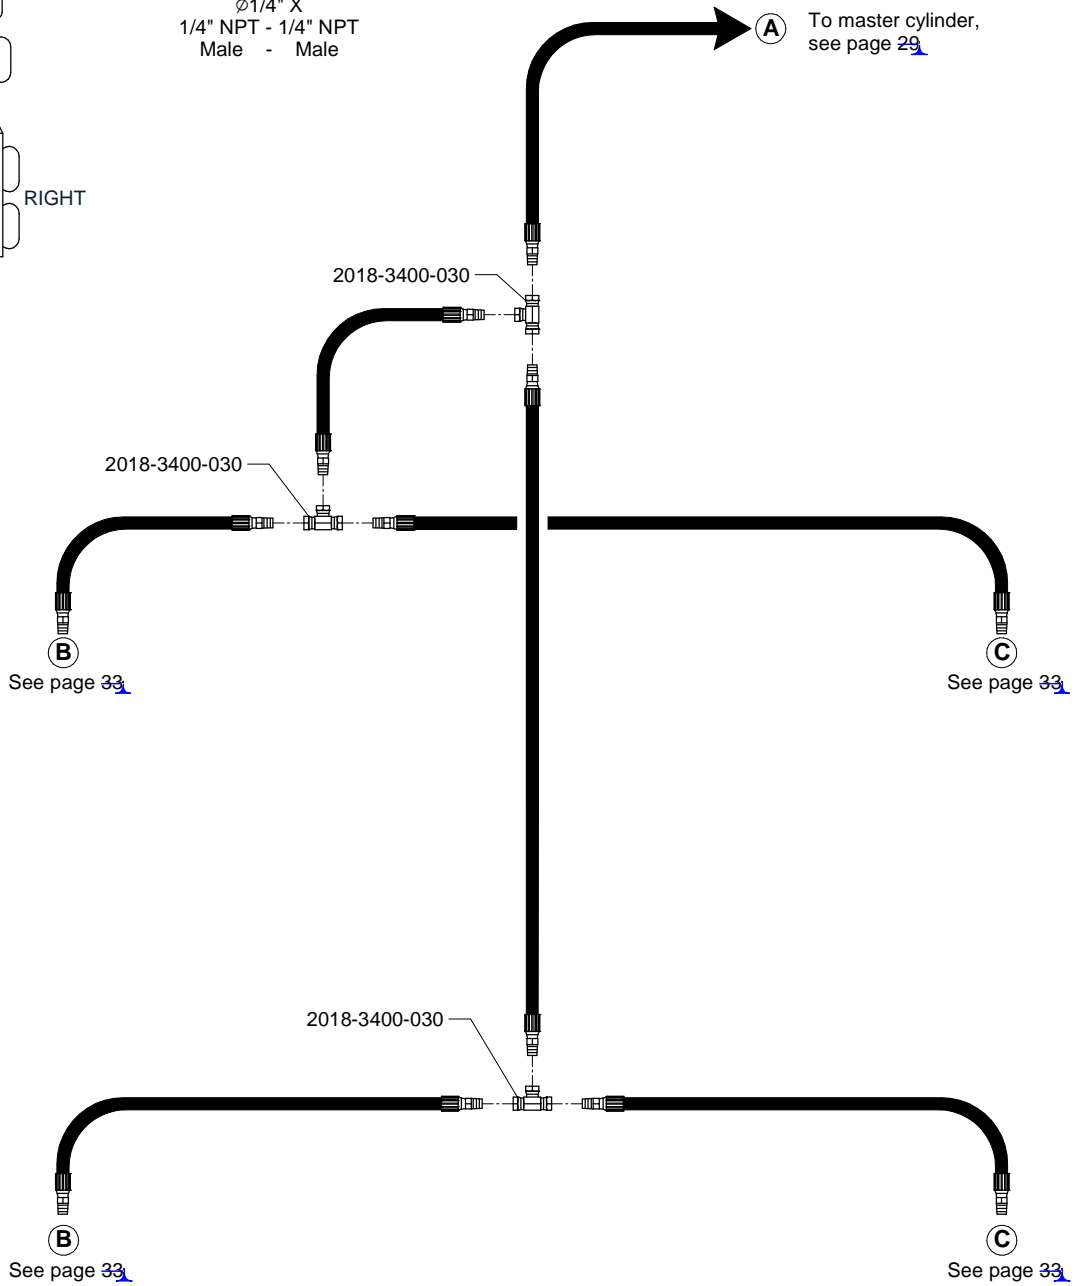 ∅1/4" X
1/4" NPT - 1/4" NPT
Male - Male
A
To master cylinder,
see page 29
RIGHT
2018-3400-030
2018-3400-030
B
See page 33
C
See page 33
2018-3400-030
B
See page 33
C
See page 33